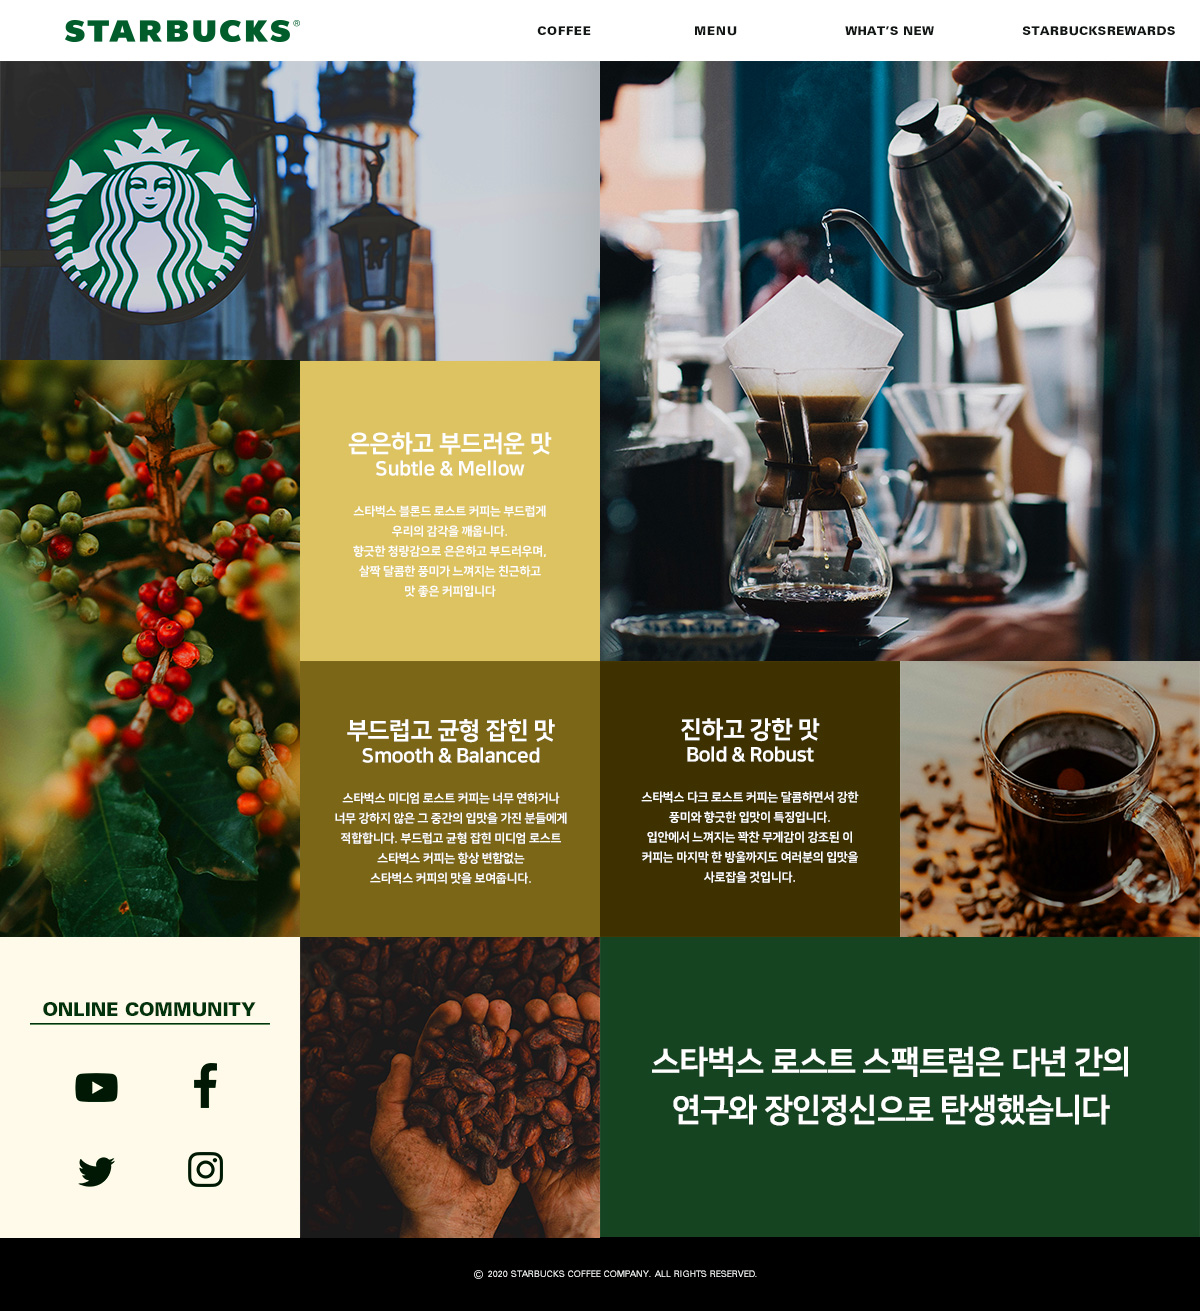 STARBUCKS®
COFFEE
MENU
WHAT'S NEW
STARBUCKSREWARDS
은은하고 부드러운 맛
Subtle & Mellow
스타벅스 블론드 로스트 커피는 부드럽게
우리의 감각을 깨웁니다.
향긋한 청량감으로 은은하고 부드러우며,
살짝 달콤한 풍미가 느껴지는 친근하고
맛 좋은 커피입니다
부드럽고 균형 잡힌 맛
Smooth & Balanced
스타벅스 미디엄 로스트 커피는 너무 연하거나
너무 강하지 않은 그 중간의 입맛을 가진 분들에게
적합합니다. 부드럽고 균형 잡힌 미디엄 로스트
스타벅스 커피는 항상 변함없는
스타벅스 커피의 맛을 보여줍니다.
진하고 강한 맛
Bold & Robust
스타벅스 다크 로스트 커피는 달콤하면서 강한
풍미와 향긋한 입맛이 특징입니다.
입안에서 느껴지는 꽉찬 무게감이 강조된 이
커피는 마지막 한 방울까지도 여러분의 입맛을
사로잡을 것입니다.
ONLINE COMMUNITY
스타벅스 로스트 스팩트럼은 다년 간의
연구와 장인정신으로 탄생했습니다
© 2020 STARBUCKS COFFEE COMPANY. ALL RIGHTS RESERVED.